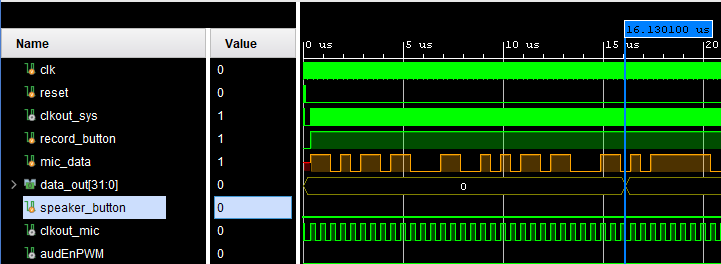 Name Value
16.130100 us
0 us 5 us 10 us 15 us 20
clk 0
reset 0
clkout_sys 1
record_button 1
mic_data 1
data_out[31:0] 0 0
speaker_button 0
clkout_mic 0
audEnPWM 0